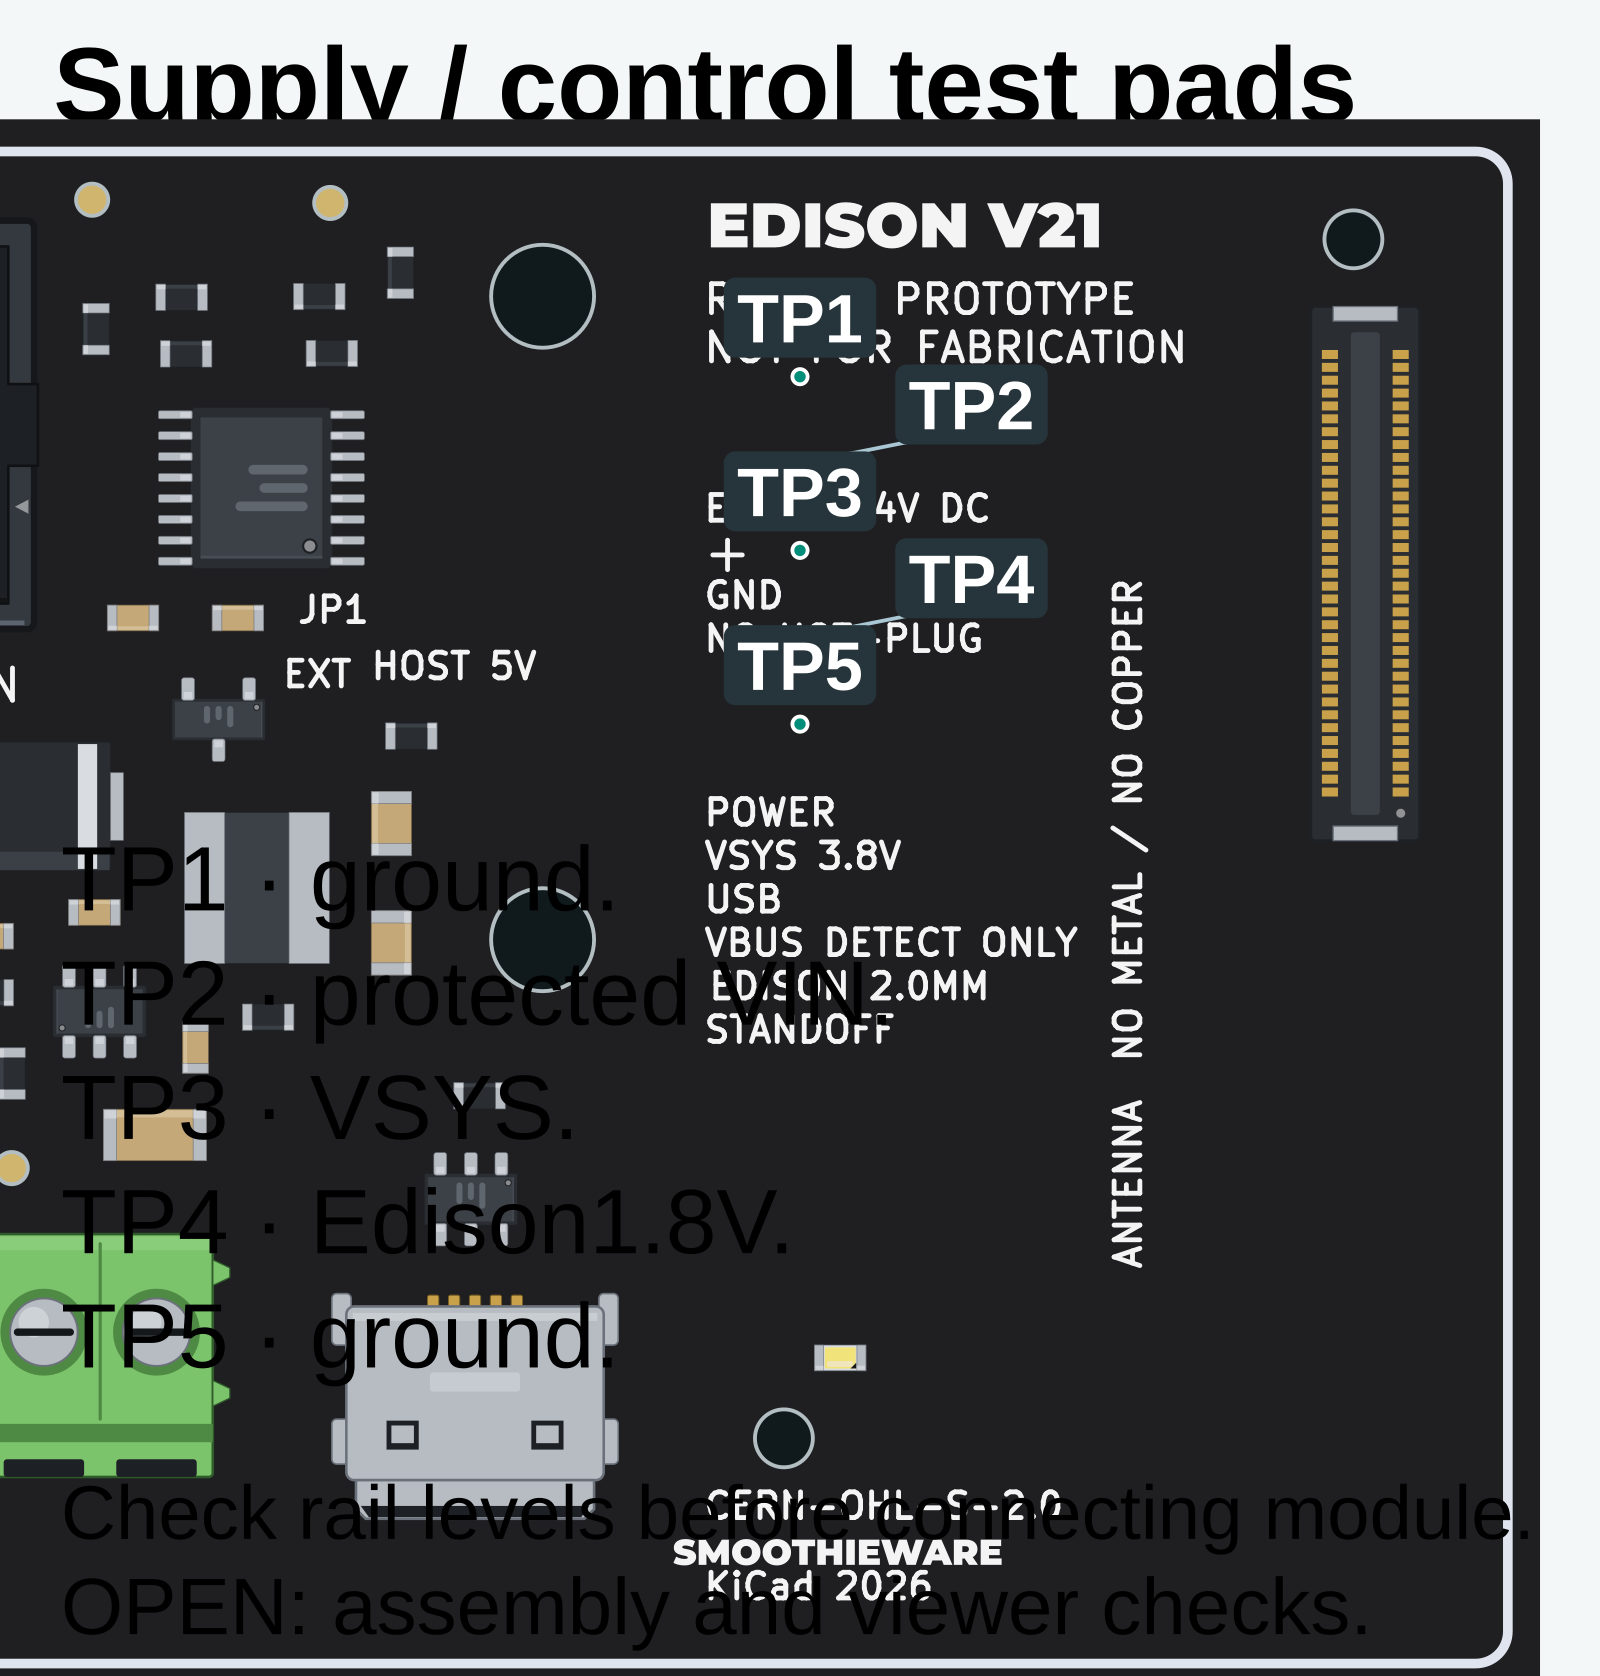 Supply / control test pads
EDISON V21
TP1 PROTOTYPE
FABRICATION
TP2
TP3 4V DC
+
TP4
GND
-PLUG
TP5
JP1
EXT HOST 5V
N
POWER
VSYS 3.8V
USB
VBUS DETECT ONLY
EDISON 2.0MM
STANDOFF
ANTENNA NO METAL / NO COPPER
TP1 · ground.
TP2 · protected VIN.
TP3 · VSYS.
TP4 · Edison1.8V.
TP5 · ground.
CERN-OHL-S-2.0
Check rail levels before connecting module.
SMOOTHIEWARE
KiCad 2026
OPEN: assembly and viewer checks.